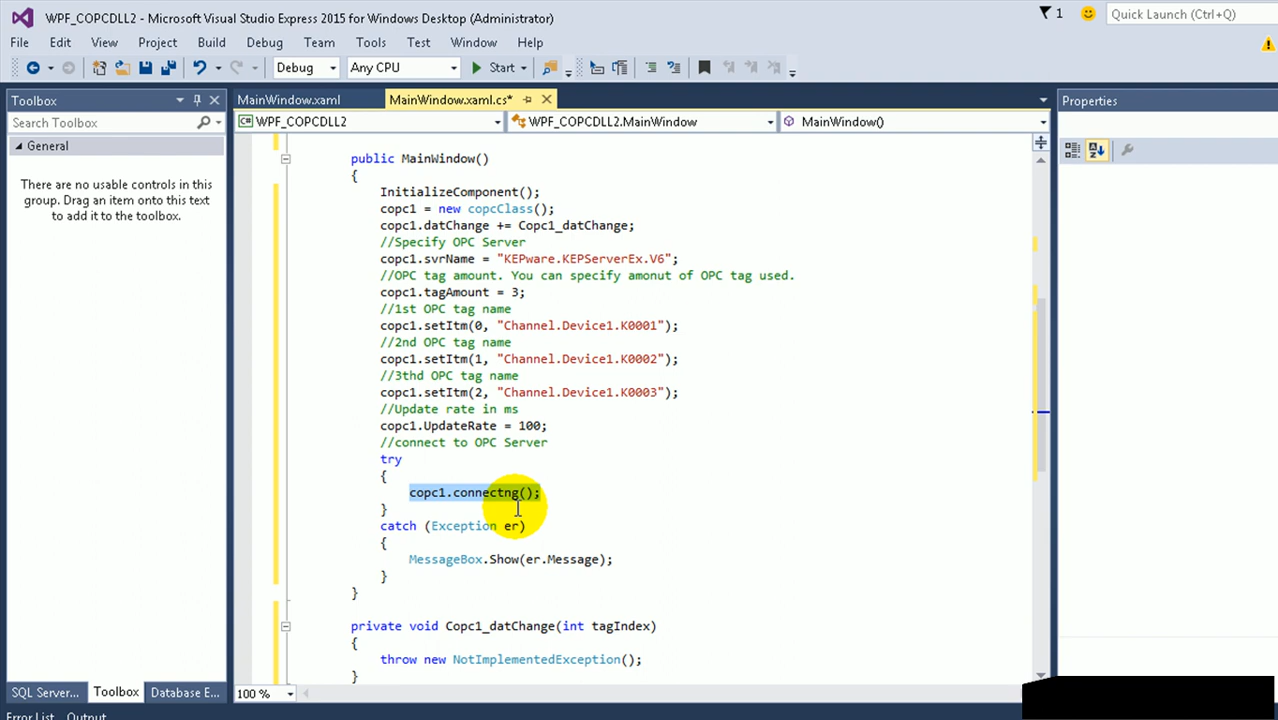 WPF_COPCDLL2 - Microsoft Visual Studio Express 2015 for Windows Desktop (Administrator)
1
Quick Launch (Ctrl+Q)
File Edit View Project Build Debug Team Tools Test Window Help
Debug Any CPU Start
Toolbox
MainWindow.xaml MainWindow.xaml.cs*
Properties
Search Toolbox
WPF_COPCDLL2 WPF_COPCDLL2.MainWindow MainWindow()
General
There are no usable controls in this
group. Drag an item onto this text
to add it to the toolbox.
public MainWindow()
{
InitializeComponent();
copc1 = new copcClass();
copc1.datChange += Copc1_datChange;
//Specify OPC Server
copc1.svrName = "KEPware.KEPServerEx.V6";
//OPC tag amount. You can specify amonut of OPC tag used.
copc1.tagAmount = 3;
//1st OPC tag name
copc1.setItm(0, "Channel.Device1.K0001");
//2nd OPC tag name
copc1.setItm(1, "Channel.Device1.K0002");
//3thd OPC tag name
copc1.setItm(2, "Channel.Device1.K0003");
//Update rate in ms
copc1.UpdateRate = 100;
//connect to OPC Server
try
{
copc1.connectng();
}
catch (Exception er)
{
MessageBox.Show(er.Message);
}
}
private void Copc1_datChange(int tagIndex)
{
throw new NotImplementedException();
}
SQL Server... Toolbox Database E...
100 %
Error List Output